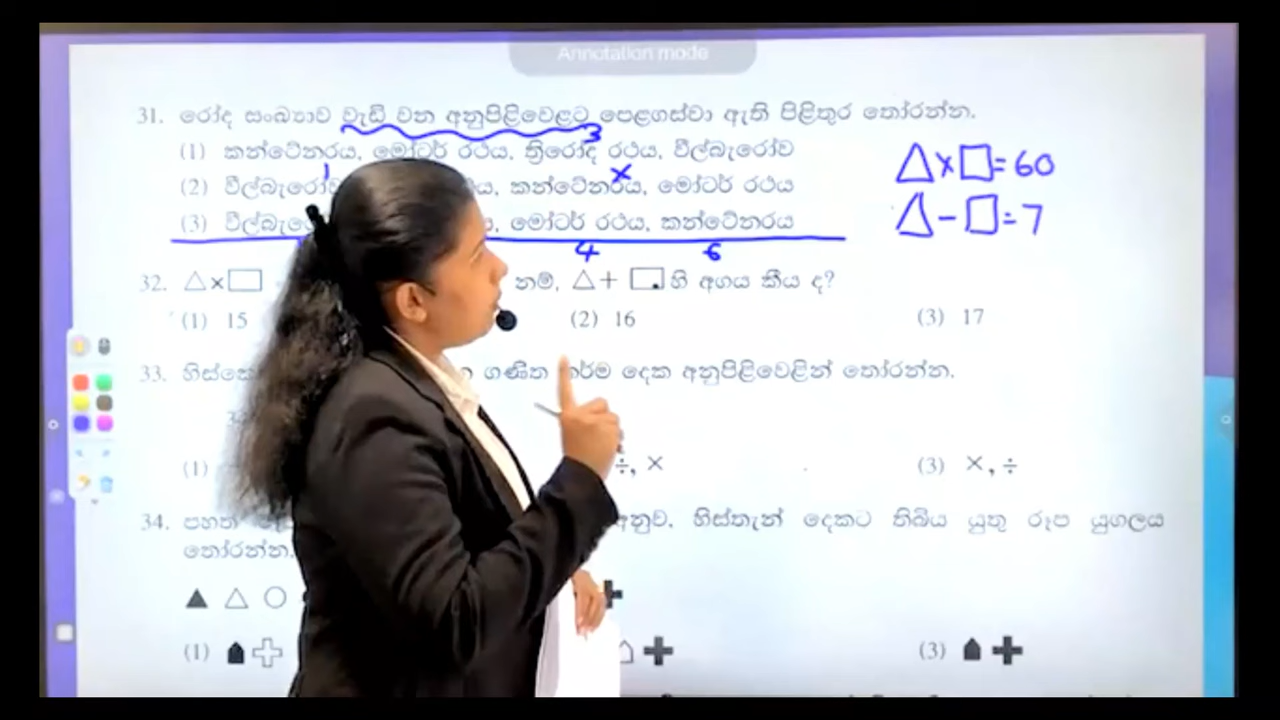 Annotation mode
31. රෝද සංඛ්‍යාව වැඩි වන අනුපිළිවෙළට පෙළගස්වා ඇති පිළිතුර තෝරන්න.
3
(1) කන්ටේනරය, මෝටර් රථය, ත්‍රිරෝද රථය, වීල්බැරෝව
1 ×
(2) කන්ටේනරය, මෝටර් රථය
(3) මෝටර් රථය, කන්ටේනරය
4 6
△×□=60
△−□=7
32. △×□ නම්, △+ □ හි අගය කීය ද?
(1) 15 (2) 16 (3) 17
33. ගණිත කර්ම දෙක අනුපිළිවෙළින් තෝරන්න.
(1) ÷, × (3) ×, ÷
34. පහත අනුව, හිස්තැන් දෙකට තිබිය යුතු රූප යුගලය
තෝරන්න.
▲ △ ○
(1) (3)